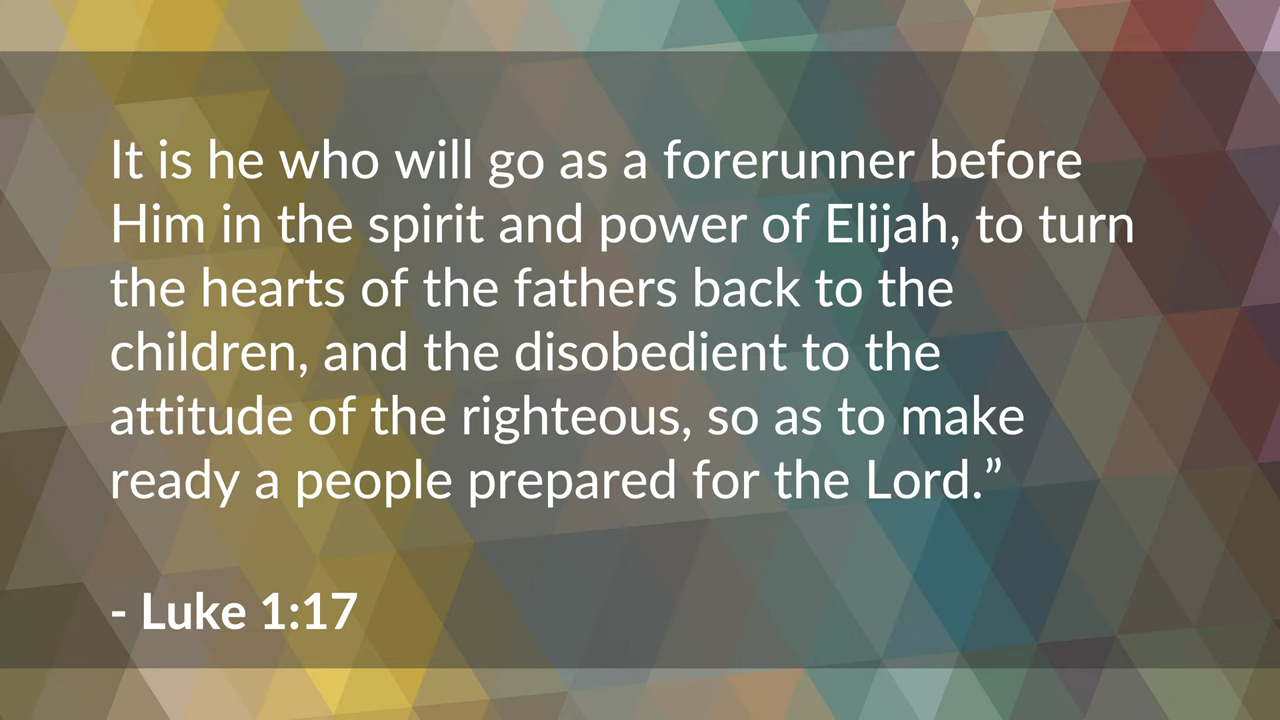 It is he who will go as a forerunner before
Him in the spirit and power of Elijah, to turn
the hearts of the fathers back to the
children, and the disobedient to the
attitude of the righteous, so as to make
ready a people prepared for the Lord.”
- Luke 1:17